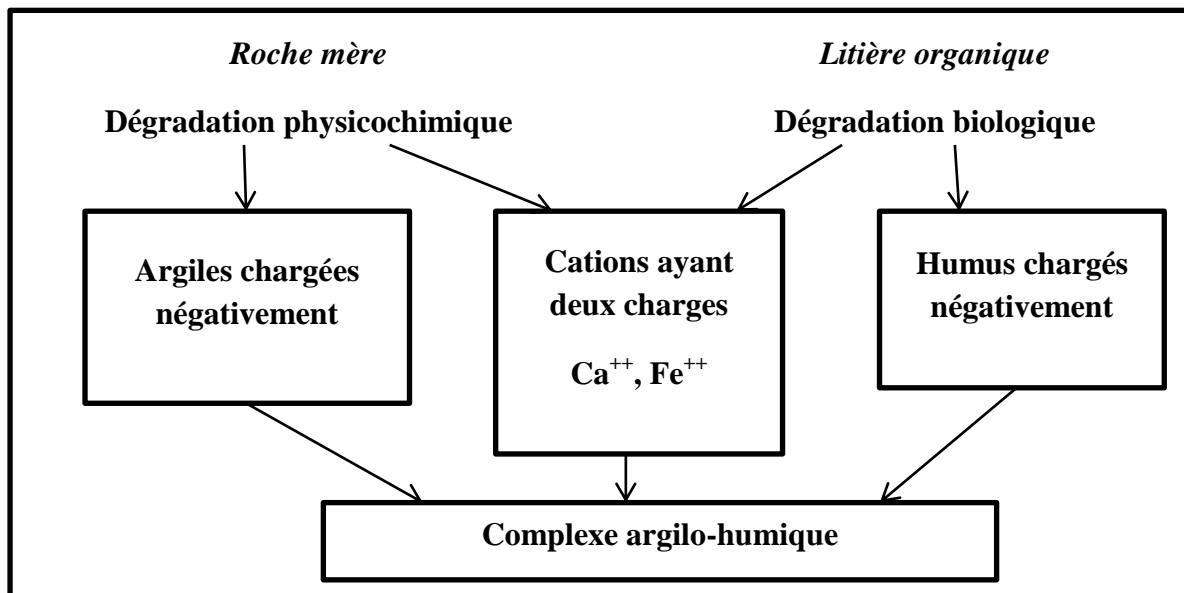 Roche mère
Litière organique
Dégradation physicochimique
Dégradation biologique
Argiles chargées
négativement
Cations ayant
deux charges
Ca⁺⁺, Fe⁺⁺
Humus chargés
négativement
Complexe argilo-humique